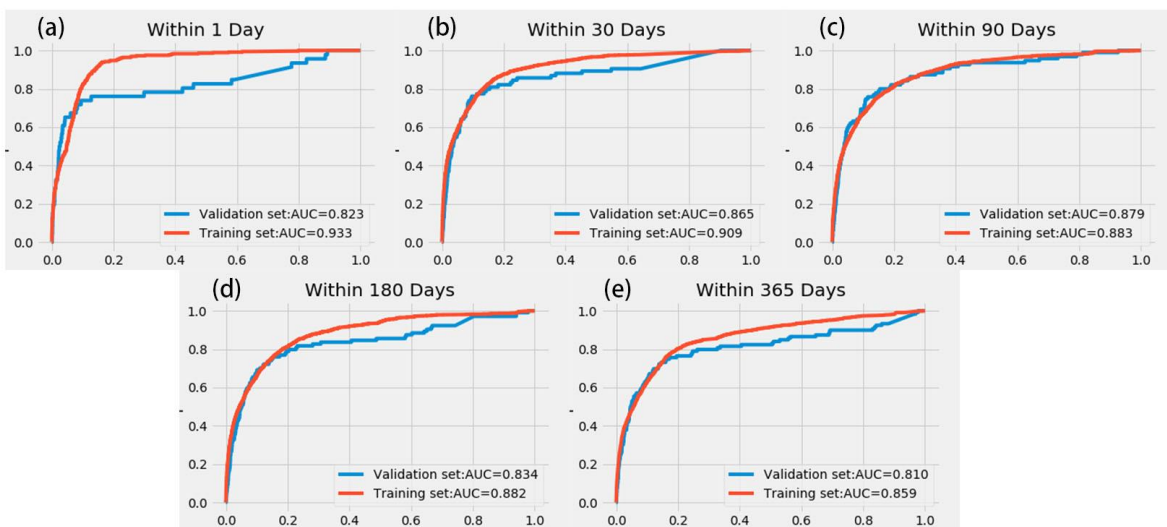 (a) Within 1 Day
1.0
0.8
0.6
0.4
0.2
0.0
0.0 0.2 0.4 0.6 0.8 1.0
Validation set:AUC=0.823
Training set:AUC=0.933
(b) Within 30 Days
1.0
0.8
0.6
0.4
0.2
0.0
0.0 0.2 0.4 0.6 0.8 1.0
Validation set:AUC=0.865
Training set:AUC=0.909
(c) Within 90 Days
1.0
0.8
0.6
0.4
0.2
0.0
0.0 0.2 0.4 0.6 0.8 1.0
Validation set:AUC=0.879
Training set:AUC=0.883
(d) Within 180 Days
1.0
0.8
0.6
0.4
0.2
0.0
0.0 0.2 0.4 0.6 0.8 1.0
Validation set:AUC=0.834
Training set:AUC=0.882
(e) Within 365 Days
1.0
0.8
0.6
0.4
0.2
0.0
0.0 0.2 0.4 0.6 0.8 1.0
Validation set:AUC=0.810
Training set:AUC=0.859